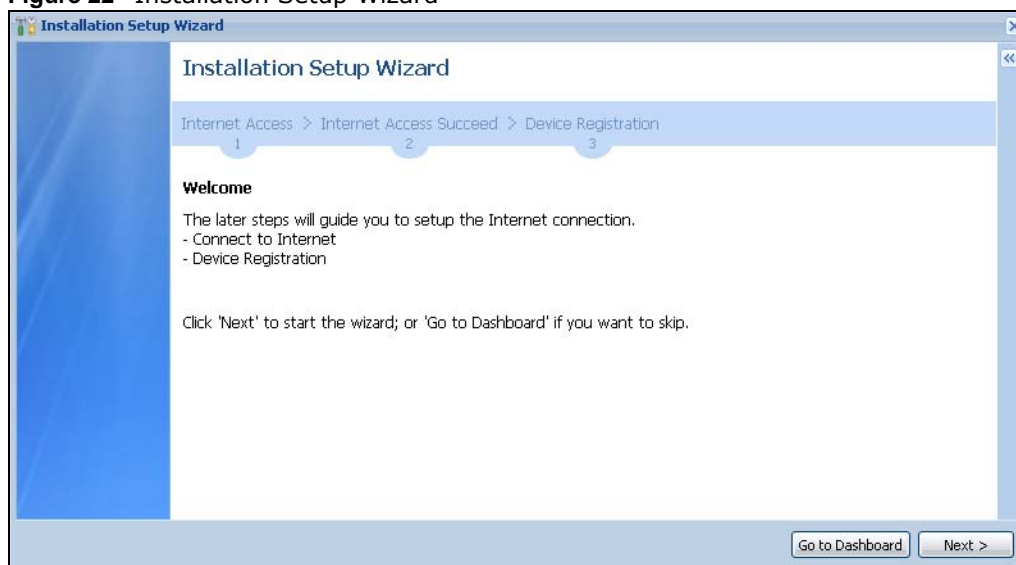 Figure 22 Installation Setup Wizard
Installation Setup Wizard
Installation Setup Wizard
Internet Access > Internet Access Succeed > Device Registration
1 2 3
Welcome
The later steps will guide you to setup the Internet connection.
- Connect to Internet
- Device Registration
Click 'Next' to start the wizard; or 'Go to Dashboard' if you want to skip.
Go to Dashboard Next >